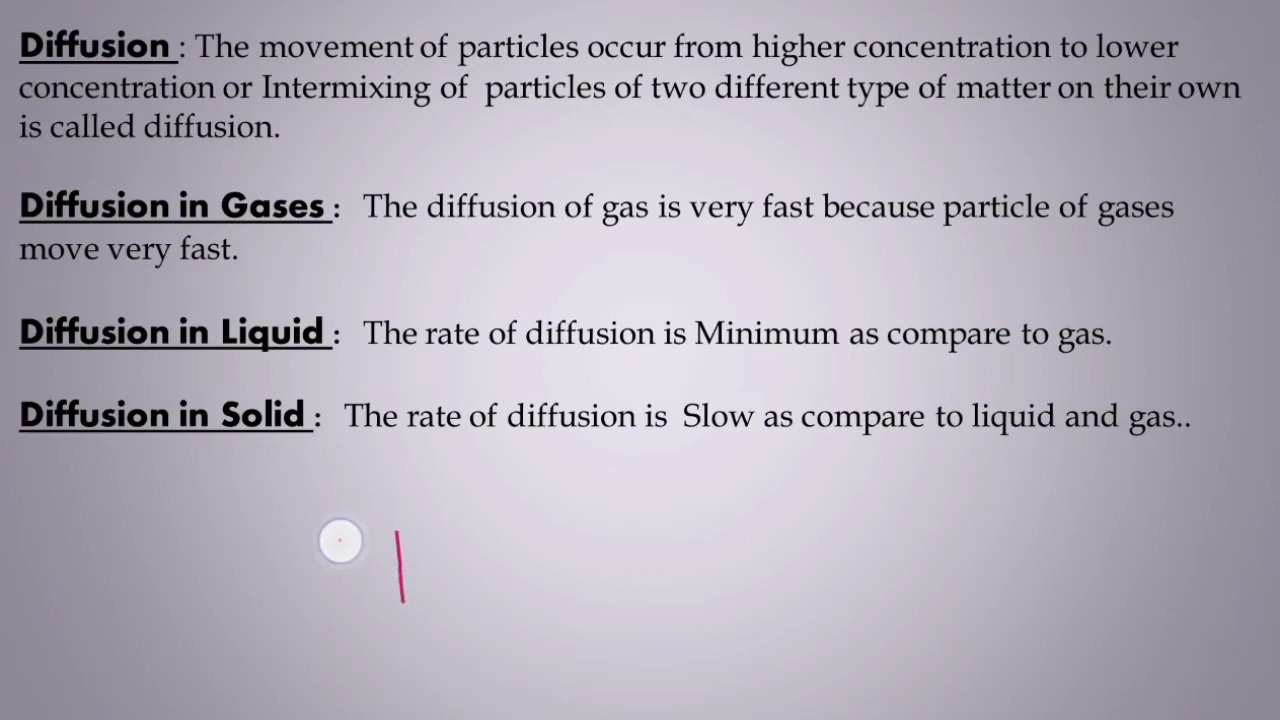 Diffusion : The movement of particles occur from higher concentration to lower
concentration or Intermixing of particles of two different type of matter on their own
is called diffusion.
Diffusion in Gases : The diffusion of gas is very fast because particle of gases
move very fast.
Diffusion in Liquid : The rate of diffusion is Minimum as compare to gas.
Diffusion in Solid : The rate of diffusion is Slow as compare to liquid and gas..